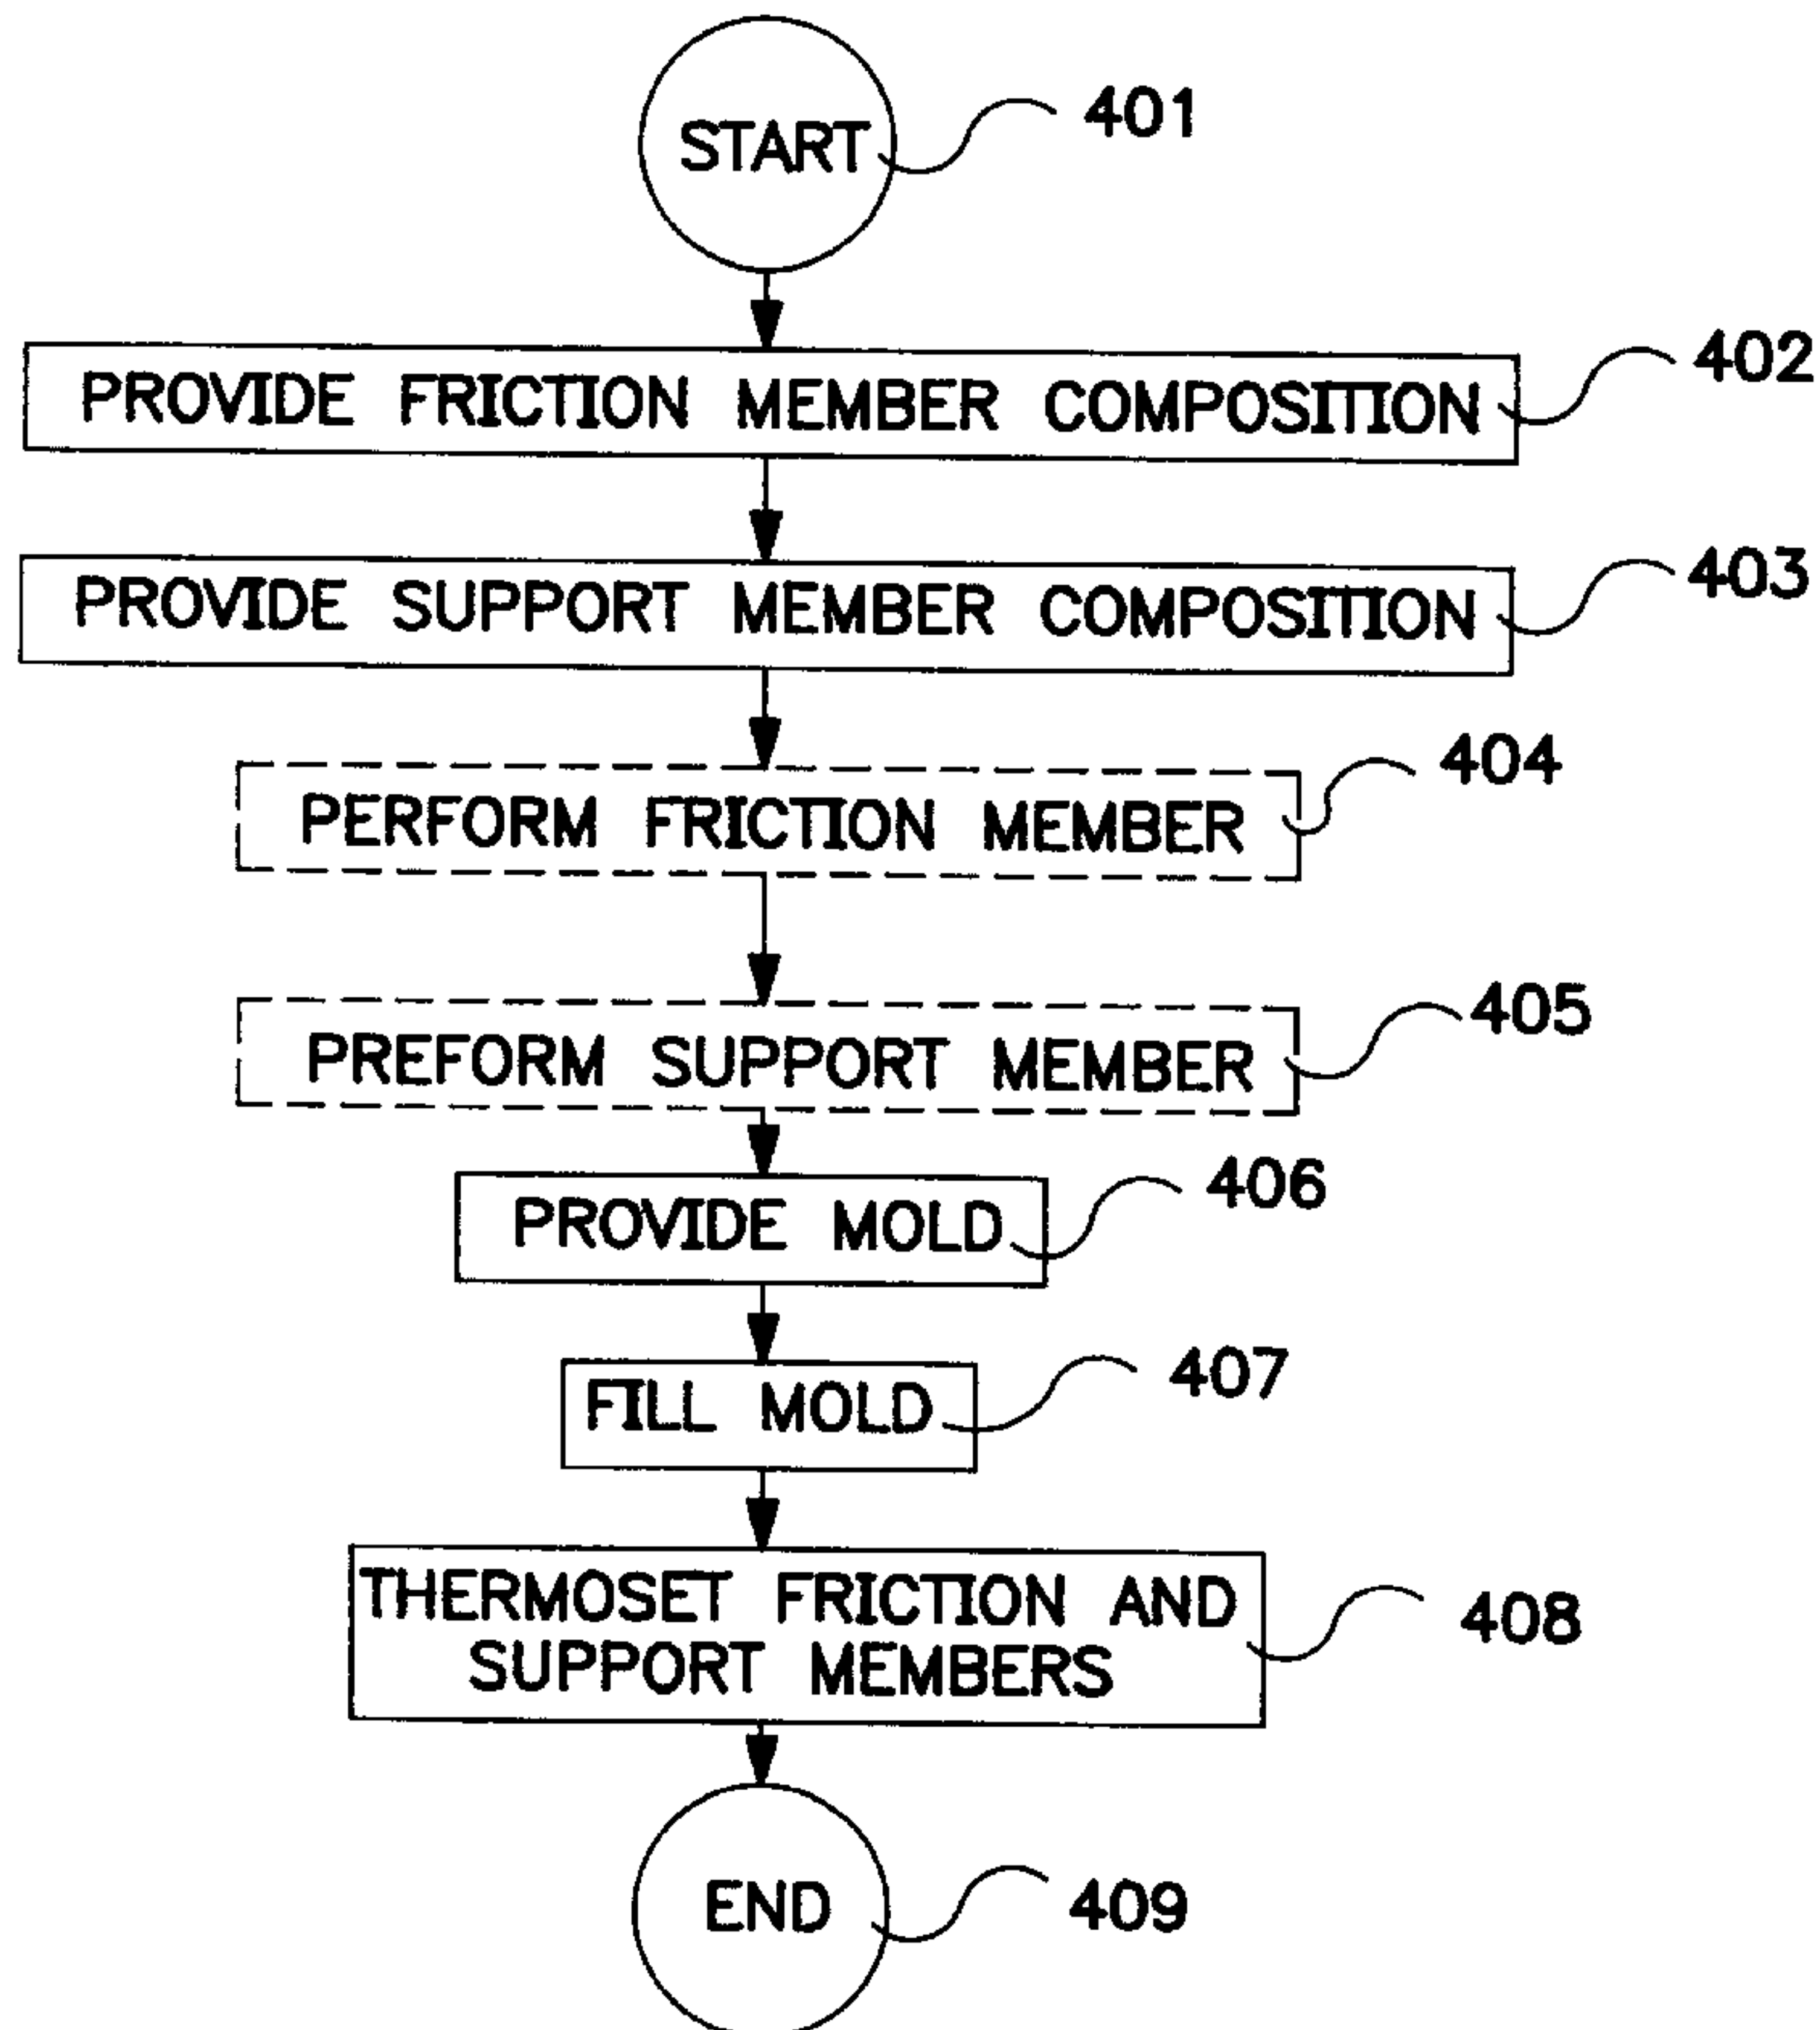 START
401
PROVIDE FRICTION MEMBER COMPOSITION
402
PROVIDE SUPPORT MEMBER COMPOSITION
403
PERFORM FRICTION MEMBER
404
PREFORM SUPPORT MEMBER
405
PROVIDE MOLD
406
FILL MOLD
407
THERMOSET FRICTION AND
SUPPORT MEMBERS
408
END
409